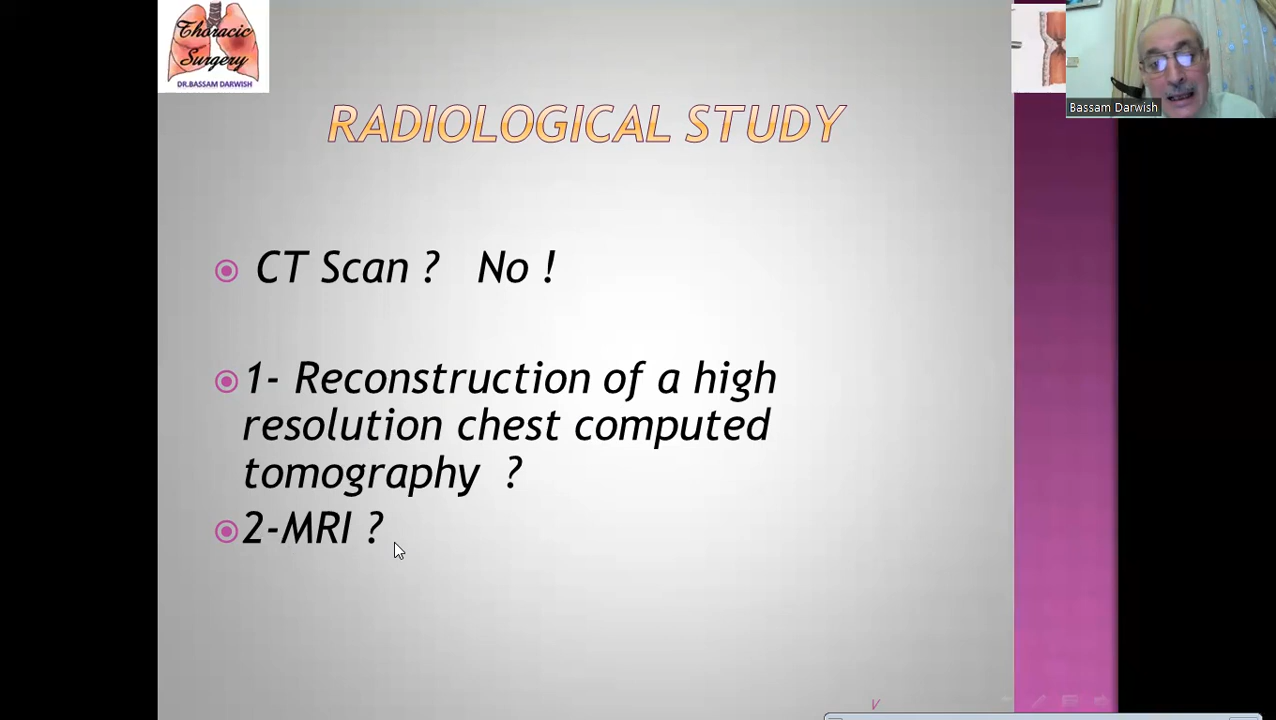 Thoracic
Surgery
DR.BASSAM DARWISH
Bassam Darwish
RADIOLOGICAL STUDY
CT Scan ? No !
1- Reconstruction of a high
resolution chest computed
tomography ?
2-MRI ?
V